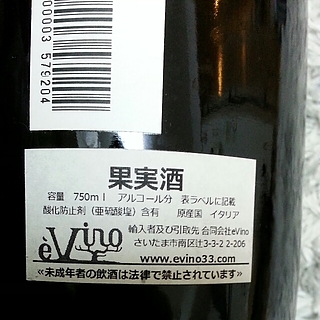 0000003 579204
果実酒
容量 750ml アルコール分 表ラベルに記載
酸化防止剤（亜硫酸塩）含有 原産国 イタリア
èVino
輸入者及び引取先 合同会社eVino
さいたま市南区辻3-3-2 2-206
www.evino33.com
≪未成年者の飲酒は法律で禁止されています≫